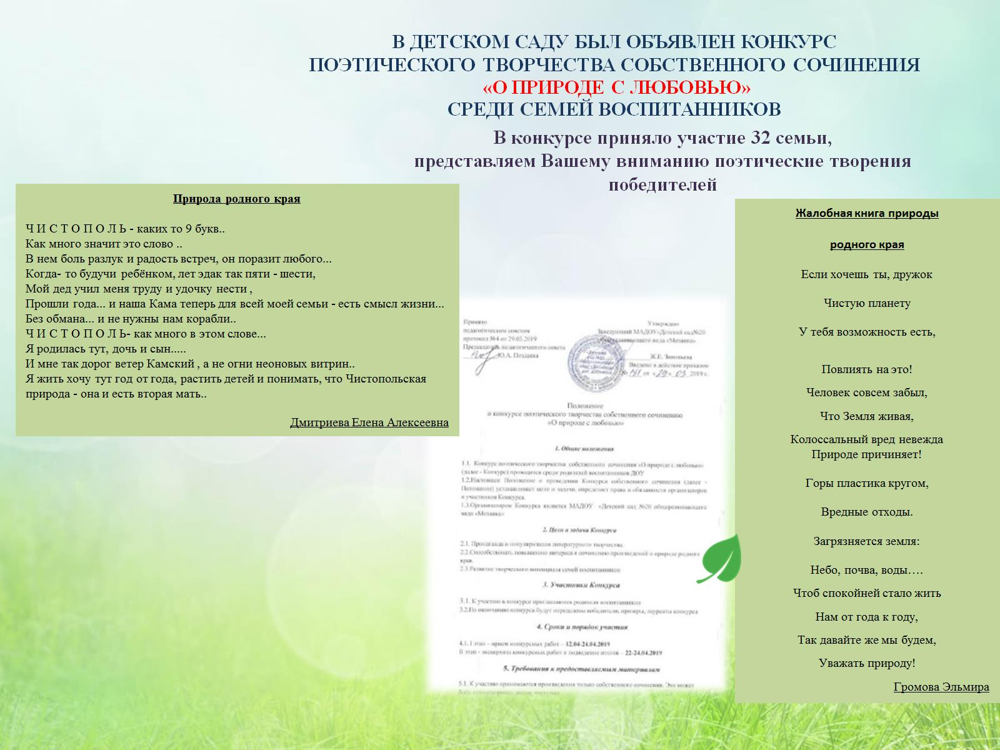 В ДЕТСКОМ САДУ БЫЛ ОБЪЯВЛЕН КОНКУРС
ПОЭТИЧЕСКОГО ТВОРЧЕСТВА СОБСТВЕННОГО СОЧИНЕНИЯ
«О ПРИРОДЕ С ЛЮБОВЬЮ»
СРЕДИ СЕМЕЙ ВОСПИТАННИКОВ
В конкурсе приняло участие 32 семьи,
представляем Вашему вниманию поэтические творения
победителей
Природа родного края
Ч И С Т О П О Л Ь - каких то 9 букв..
Как много значит это слово ..
В нем боль разлук и радость встреч, он поразит любого...
Когда- то будучи ребёнком, лет эдак так пяти - шести,
Мой дед учил меня труду и удочку нести ,
Прошли года... и наша Кама теперь для всей моей семьи - есть смысл жизни...
Без обмана... и не нужны нам корабли..
Ч И С Т О П О Л Ь- как много в этом слове...
Я родилась тут, дочь и сын.....
И мне так дорог ветер Камский , а не огни неоновых витрин..
Я жить хочу тут год от года, растить детей и понимать, что Чистопольская
природа - она и есть вторая мать..
Дмитриева Елена Алексеевна
Принято
педагогическим советом
протокол №4 от 29.03.2019
Председатель педагогического совета
Ю.А. Поздеева
Утверждаю
Заведующий МАДОУ«Детский сад№20
общеразвивающего вида «Мозаика»
Ж.Е. Зиновьева
Введено в действие приказом
№ 151 от «29» 03 2019 г.
Положение
о конкурсе поэтического творчества собственного сочинению
«О природе с любовью»
1. Общие положения
1.1. Конкурс поэтического творчества собственного сочинения «О природе с любовью»
(далее - Конкурс) проводится среди родителей воспитанников ДОУ
1.2.Настоящее Положение о проведении Конкурса собственного сочинения (далее -
Положение) устанавливает цели и задачи, определяет права и обязанности организаторов
и участников Конкурса.
1.3.Организатором Конкурса является МАДОУ «Детский сад №20 общеразвивающего
вида «Мозаика»
2. Цели и задачи Конкурса
2.1. Пропаганда и популяризация литературного творчества.
2.2.Способствовать повышению интереса к сочинению произведений о природе родного
края.
2.3.Развитие творческого потенциала семей воспитанников
3. Участники Конкурса
3.1. К участию в конкурсе приглашаются родители воспитанников
3.2.По окончанию конкурса будут определены победители, призеры, лауреаты конкурса
4. Сроки и порядок участия
4.1. I этап – прием конкурсных работ – 12.04-24.04.2019
II этап - экспертиза конкурсных работ и подведение итогов – 22-24.04.2019
5. Требования к предоставляемым материалам
5.1. К участию принимаются произведения только собственного сочинения. Это может
быть стихотворение, песня, частушка
Жалобная книга природы
родного края
Если хочешь ты, дружок
Чистую планету
У тебя возможность есть,
Повлиять на это!
Человек совсем забыл,
Что Земля живая,
Колоссальный вред невежда
Природе причиняет!
Горы пластика кругом,
Вредные отходы.
Загрязняется земля:
Небо, почва, воды….
Чтоб спокойней стало жить
Нам от года к году,
Так давайте же мы будем,
Уважать природу!
Громова Эльмира